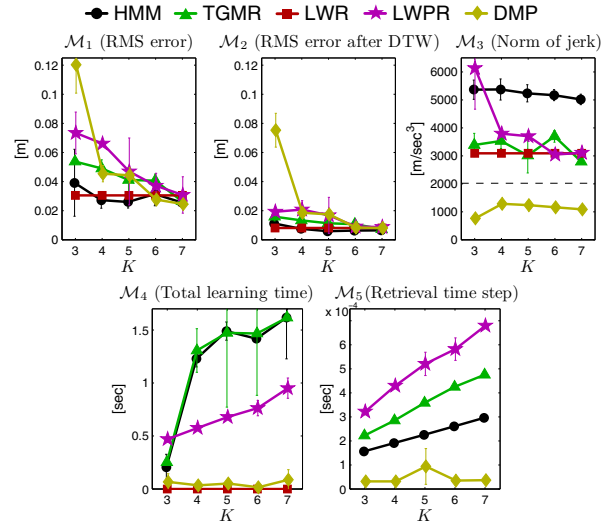 HMM TGMR LWR LWPR DMP
M₁ (RMS error)
M₂ (RMS error after DTW)
M₃ (Norm of jerk)
0.12
0.1
0.08
0.06
0.04
0.02
0
[m]
3 4 5 6 7
K
0.12
0.1
0.08
0.06
0.04
0.02
0
[m]
3 4 5 6 7
K
6000
5000
4000
3000
2000
1000
0
[m/sec³]
3 4 5 6 7
K
M₄ (Total learning time)
M₅(Retrieval time step)
1.5
1
0.5
0
[sec]
3 4 5 6 7
K
x 10⁻⁴
8
7
6
5
4
3
2
1
0
[sec]
3 4 5 6 7
K